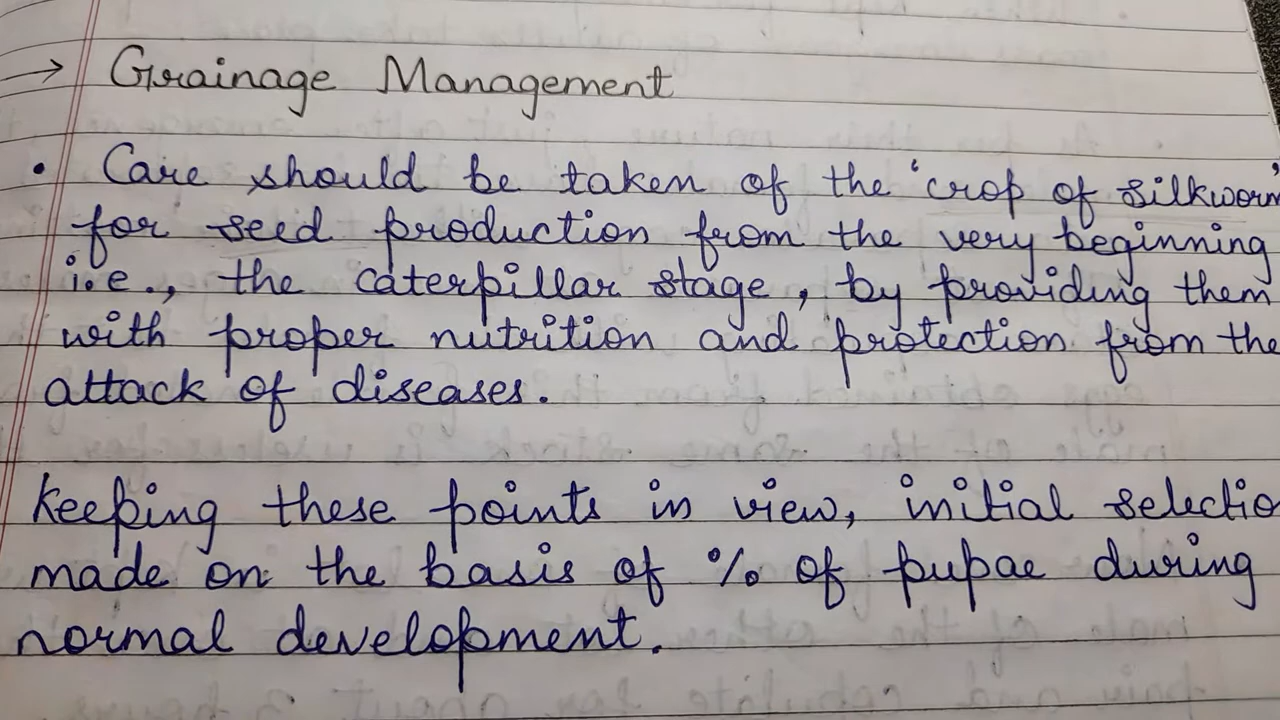 → Grainage Management
• Care should be taken of the 'crop of silkworm'
for seed production from the very beginning
i.e., the caterpillar stage, by providing them
with proper nutrition and protection from the
attack of diseases.
Keeping these points in view, initial selectio
made on the basis of % of pupae during
normal development.